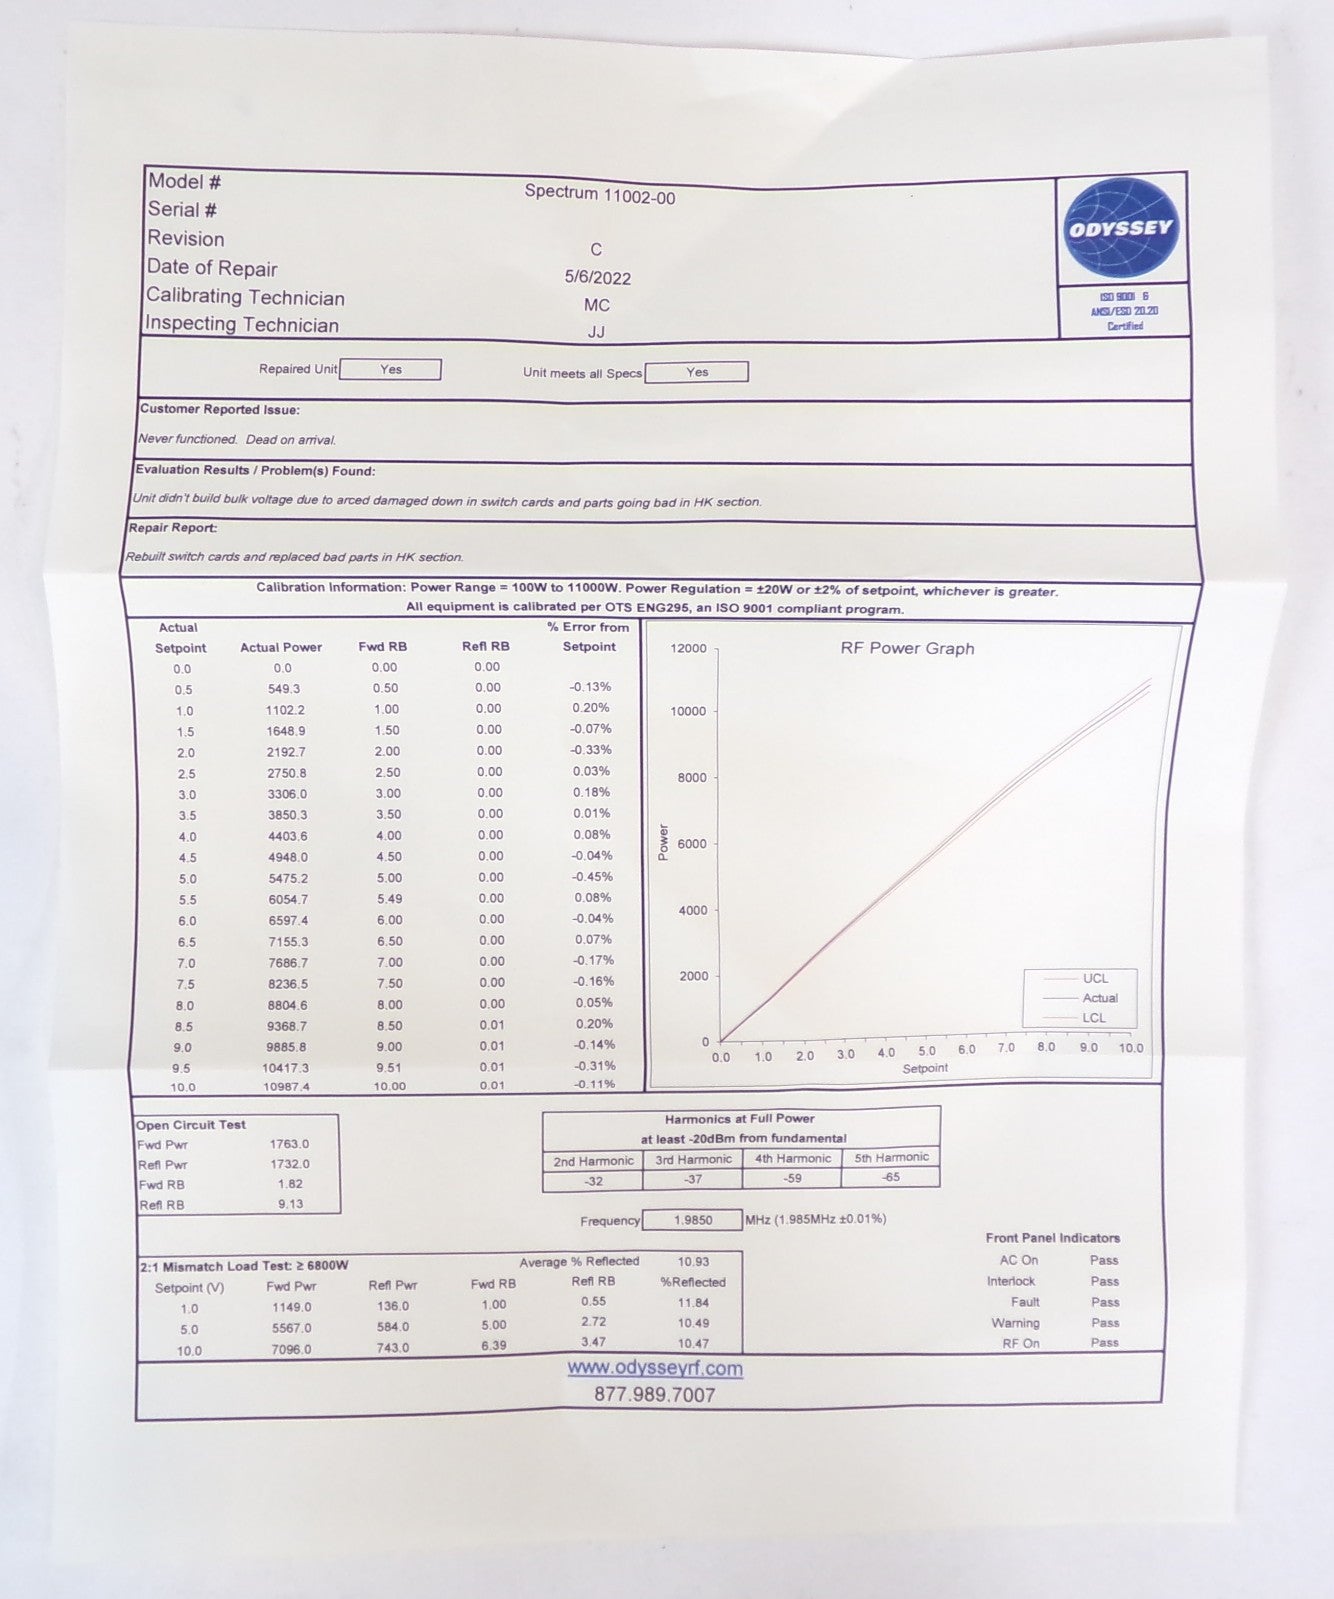 Model # Spectrum 11002-00
Serial #
Revision C
Date of Repair 5/6/2022
Calibrating Technician MC
Inspecting Technician JJ
ODYSSEY
ISO 9001 &
ANSI/ESD 20.20
Certified
Repaired Unit Yes Unit meets all Specs Yes
Customer Reported Issue:
Never functioned. Dead on arrival.
Evaluation Results / Problem(s) Found:
Unit didn't build bulk voltage due to arced damaged down in switch cards and parts going bad in HK section.
Repair Report:
Rebuilt switch cards and replaced bad parts in HK section.
Calibration Information: Power Range = 100W to 11000W. Power Regulation = ±20W or ±2% of setpoint, whichever is greater.
All equipment is calibrated per OTS ENG295, an ISO 9001 compliant program.
Actual % Error from
Setpoint Actual Power Fwd RB Refl RB Setpoint
0.0 0.0 0.00 0.00
0.5 549.3 0.50 0.00 -0.13%
1.0 1102.2 1.00 0.00 0.20%
1.5 1648.9 1.50 0.00 -0.07%
2.0 2192.7 2.00 0.00 -0.33%
2.5 2750.8 2.50 0.00 0.03%
3.0 3306.0 3.00 0.00 0.18%
3.5 3850.3 3.50 0.00 0.01%
4.0 4403.6 4.00 0.00 0.08%
4.5 4948.0 4.50 0.00 -0.04%
5.0 5475.2 5.00 0.00 -0.45%
5.5 6054.7 5.49 0.00 0.08%
6.0 6597.4 6.00 0.00 -0.04%
6.5 7155.3 6.50 0.00 0.07%
7.0 7686.7 7.00 0.00 -0.17%
7.5 8236.5 7.50 0.00 -0.16%
8.0 8804.6 8.00 0.00 0.05%
8.5 9368.7 8.50 0.01 0.20%
9.0 9885.8 9.00 0.01 -0.14%
9.5 10417.3 9.51 0.01 -0.31%
10.0 10987.4 10.00 0.01 -0.11%
RF Power Graph
12000
10000
8000
6000
4000
2000
0
Power
0.0 1.0 2.0 3.0 4.0 5.0 6.0 7.0 8.0 9.0 10.0
Setpoint
UCL
Actual
LCL
Open Circuit Test
Fwd Pwr 1763.0
Refl Pwr 1732.0
Fwd RB 1.82
Refl RB 9.13
Harmonics at Full Power
at least -20dBm from fundamental
2nd Harmonic 3rd Harmonic 4th Harmonic 5th Harmonic
-32 -37 -59 -65
Frequency 1.9850 MHz (1.985MHz ±0.01%)
Front Panel Indicators
AC On Pass
Interlock Pass
Fault Pass
Warning Pass
RF On Pass
2:1 Mismatch Load Test: ≥ 6800W Average % Reflected 10.93
Setpoint (V) Fwd Pwr Refl Pwr Fwd RB Refl RB %Reflected
1.0 1149.0 136.0 1.00 0.55 11.84
5.0 5567.0 584.0 5.00 2.72 10.49
10.0 7096.0 743.0 6.39 3.47 10.47
www.odysseyrf.com
877.989.7007